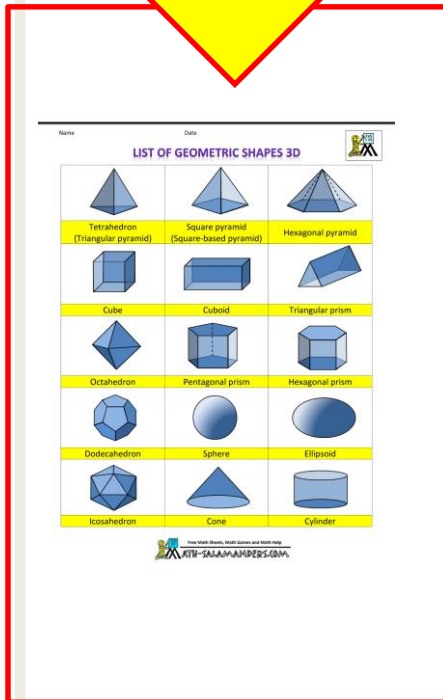 Name Date
LIST OF GEOMETRIC SHAPES 3D
Tetrahedron
(Triangular pyramid)
Square pyramid
(Square-based pyramid)
Hexagonal pyramid
Cube
Cuboid
Triangular prism
Octahedron
Pentagonal prism
Hexagonal prism
Dodecahedron
Sphere
Ellipsoid
Icosahedron
Cone
Cylinder
Free Math Sheets, Math Games and Math Help
MATH-SALAMANDERS.COM